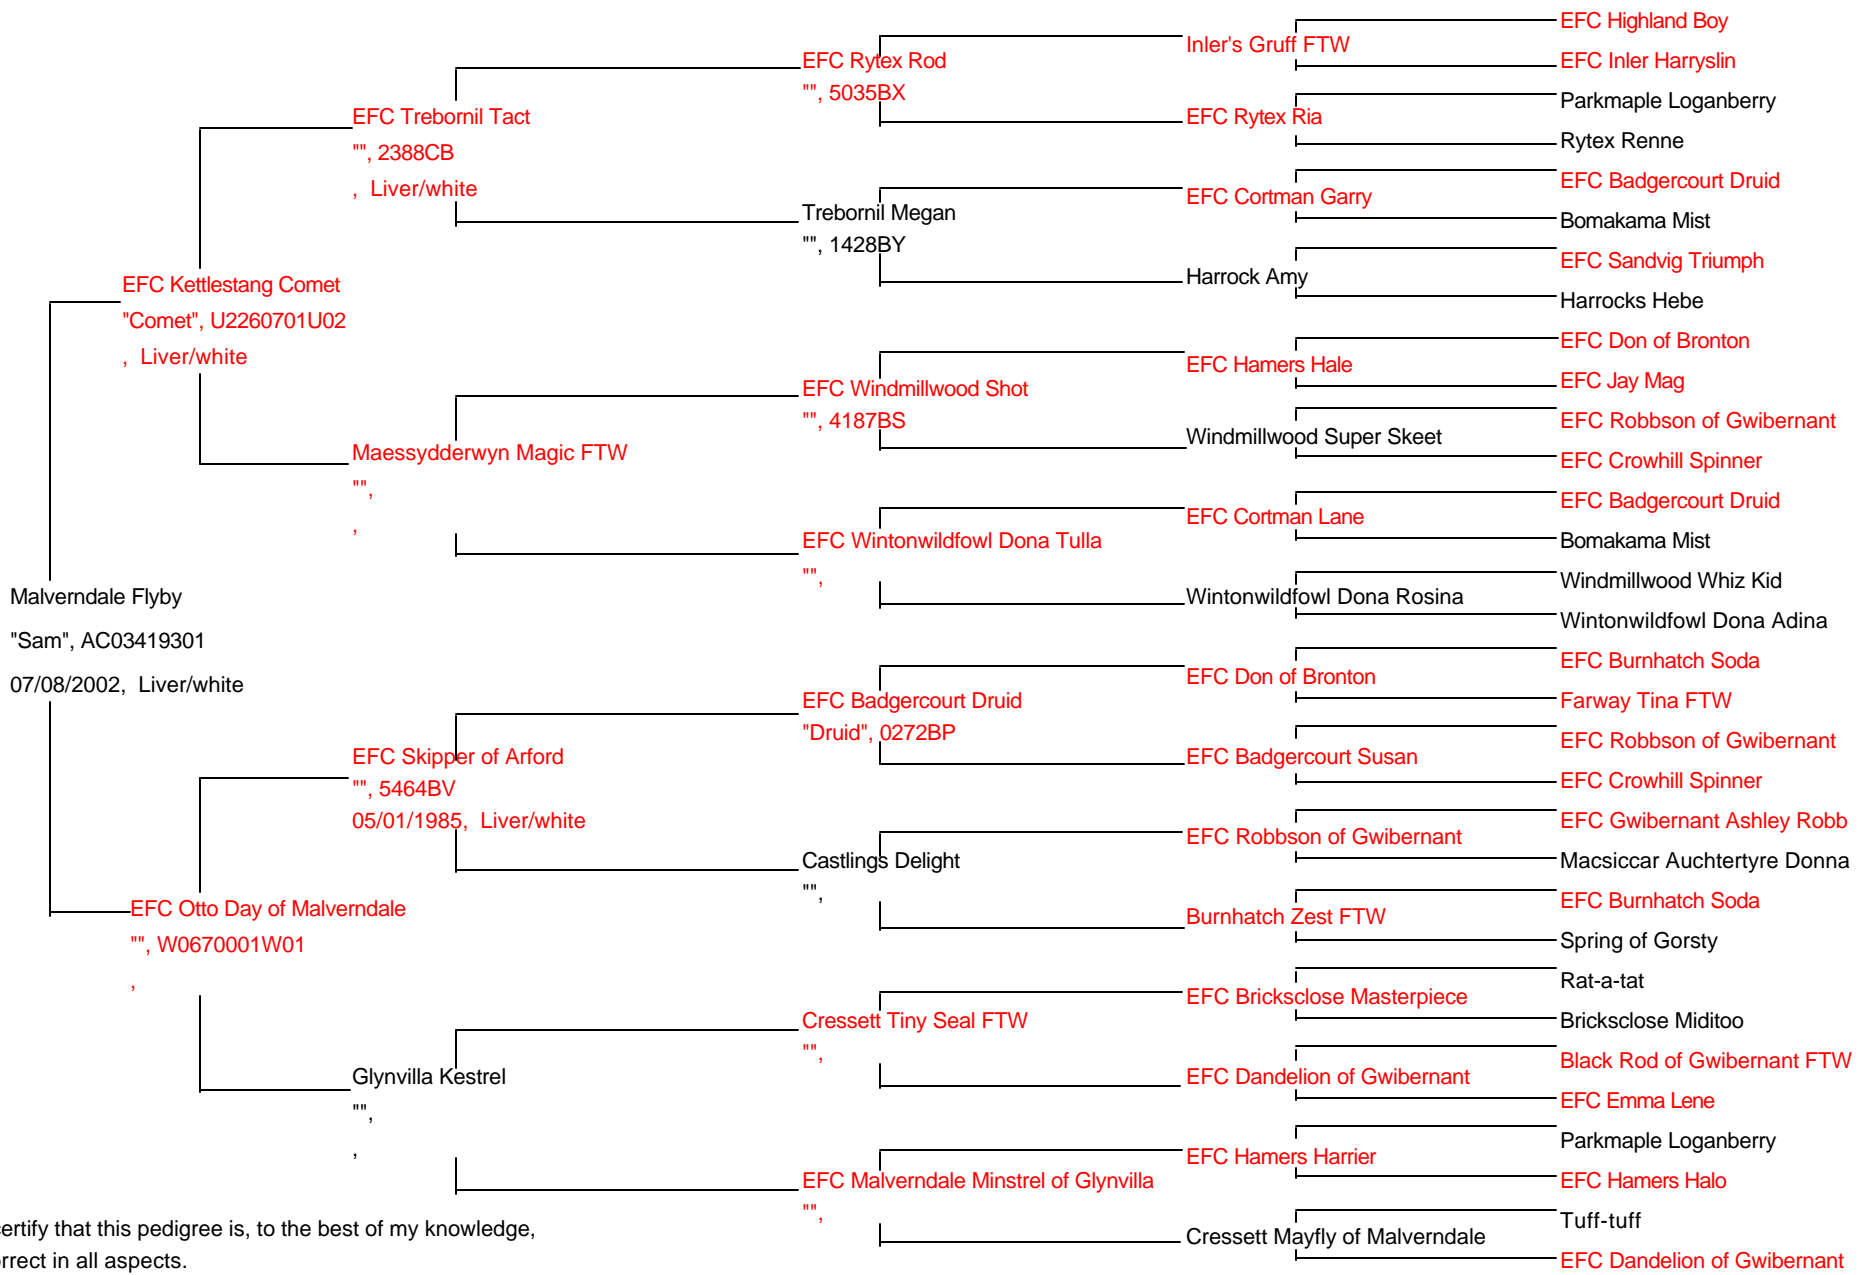 Malverndale Flyby
"Sam", AC03419301
07/08/2002, Liver/white
EFC Kettlestang Comet
"Comet", U2260701U02
, Liver/white
EFC Otto Day of Malverndale
"", W0670001W01
,
EFC Trebornil Tact
"", 2388CB
, Liver/white
Maessydderwyn Magic FTW
"",
,
EFC Skipper of Arford
"", 5464BV
05/01/1985, Liver/white
Glynvilla Kestrel
"",
,
EFC Rytex Rod
"", 5035BX
Trebornil Megan
"", 1428BY
EFC Windmillwood Shot
"", 4187BS
EFC Wintonwildfowl Dona Tulla
"",
EFC Badgercourt Druid
"Druid", 0272BP
Castlings Delight
"",
Cressett Tiny Seal FTW
"",
EFC Malverndale Minstrel of Glynvilla
"",
Inler's Gruff FTW
EFC Rytex Ria
EFC Cortman Garry
Harrock Amy
EFC Hamers Hale
Windmillwood Super Skeet
EFC Cortman Lane
Wintonwildfowl Dona Rosina
EFC Don of Bronton
EFC Badgercourt Susan
EFC Robbson of Gwibernant
Burnhatch Zest FTW
EFC Bricksclose Masterpiece
EFC Dandelion of Gwibernant
EFC Hamers Harrier
Cressett Mayfly of Malverndale
EFC Highland Boy
EFC Inler Harryslin
Parkmaple Loganberry
Rytex Renne
EFC Badgercourt Druid
Bomakama Mist
EFC Sandvig Triumph
Harrocks Hebe
EFC Don of Bronton
EFC Jay Mag
EFC Robbson of Gwibernant
EFC Crowhill Spinner
EFC Badgercourt Druid
Bomakama Mist
Windmillwood Whiz Kid
Wintonwildfowl Dona Adina
EFC Burnhatch Soda
Farway Tina FTW
EFC Robbson of Gwibernant
EFC Crowhill Spinner
EFC Gwibernant Ashley Robb
Macsiccar Auchtertyre Donna
EFC Burnhatch Soda
Spring of Gorsty
Rat-a-tat
Bricksclose Miditoo
Black Rod of Gwibernant FTW
EFC Emma Lene
Parkmaple Loganberry
EFC Hamers Halo
Tuff-tuff
EFC Dandelion of Gwibernant
ertify that this pedigree is, to the best of my knowledge,
rrect in all aspects.